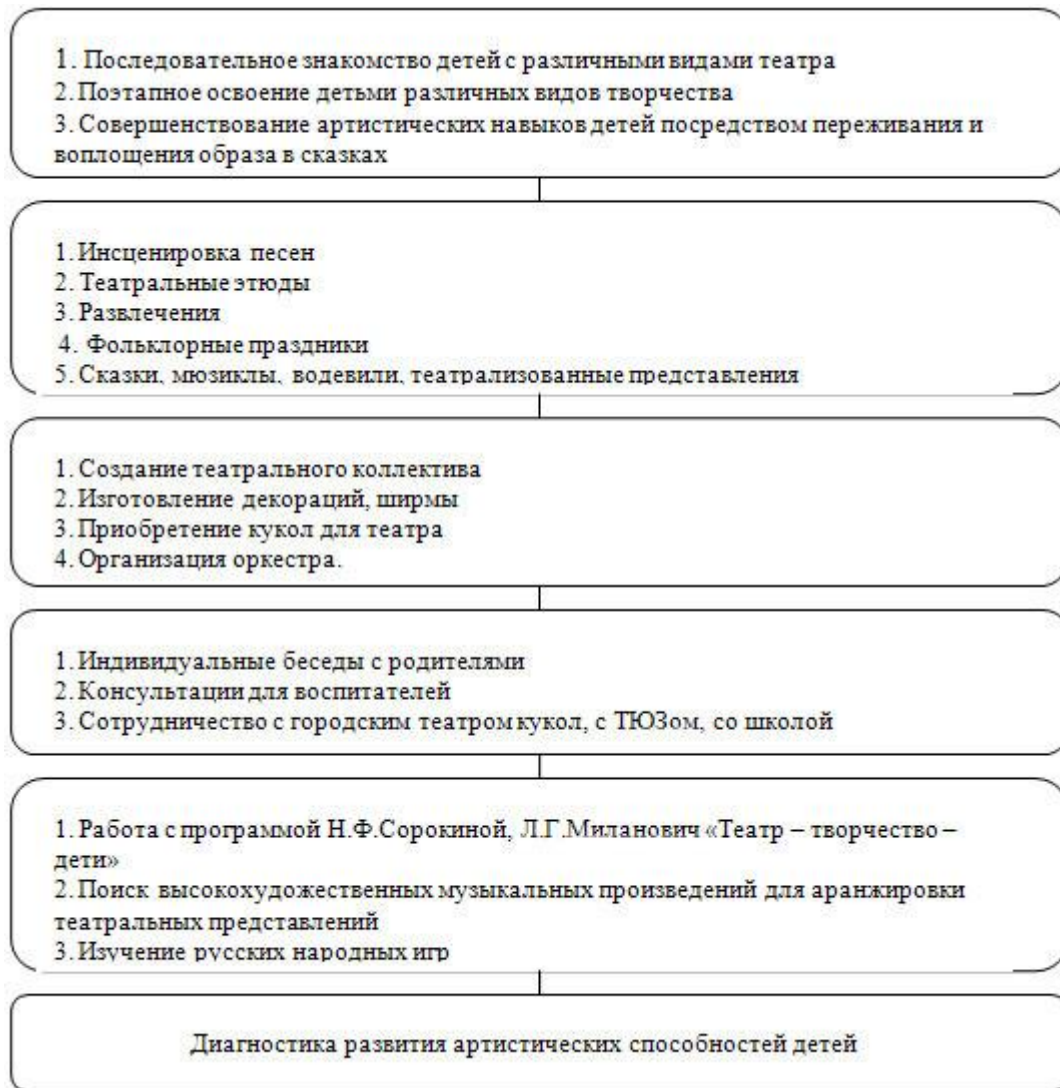 1. Последовательное знакомство детей с различными видами театра
2. Поэтапное освоение детьми различных видов творчества
3. Совершенствование артистических навыков детей посредством переживания и
воплощения образа в сказках
1. Инсценировка песен
2. Театральные этюды
3. Развлечения
4. Фольклорные праздники
5. Сказки, мюзиклы, водевили, театрализованные представления
1. Создание театрального коллектива
2. Изготовление декораций, ширмы
3. Приобретение кукол для театра
4. Организация оркестра.
1. Индивидуальные беседы с родителями
2. Консультации для воспитателей
3. Сотрудничество с городским театром кукол, с ТЮЗом, со школой
1. Работа с программой Н.Ф.Сорокиной, Л.Г.Миланович «Театр – творчество –
дети»
2. Поиск высокохудожественных музыкальных произведений для аранжировки
театральных представлений
3. Изучение русских народных игр
Диагностика развития артистических способностей детей